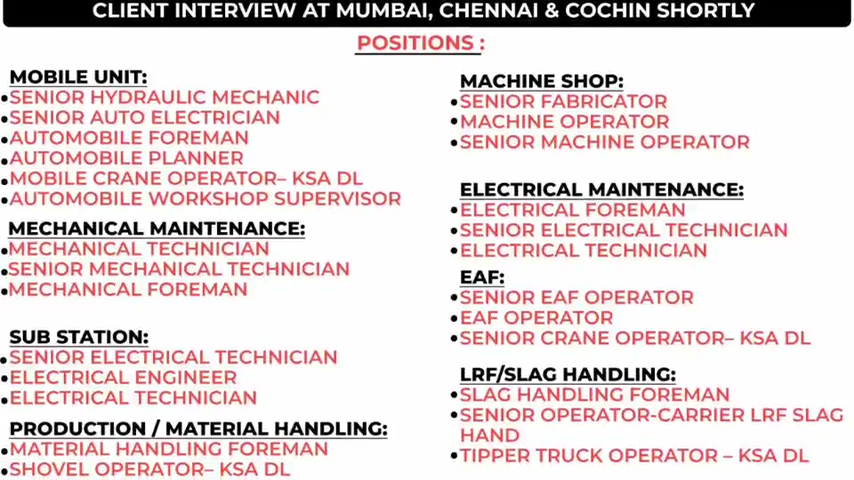 CLIENT INTERVIEW AT MUMBAI, CHENNAI & COCHIN SHORTLY
POSITIONS :
MOBILE UNIT:
•SENIOR HYDRAULIC MECHANIC
•SENIOR AUTO ELECTRICIAN
•AUTOMOBILE FOREMAN
•AUTOMOBILE PLANNER
•MOBILE CRANE OPERATOR– KSA DL
•AUTOMOBILE WORKSHOP SUPERVISOR
MECHANICAL MAINTENANCE:
•MECHANICAL TECHNICIAN
•SENIOR MECHANICAL TECHNICIAN
•MECHANICAL FOREMAN
SUB STATION:
•SENIOR ELECTRICAL TECHNICIAN
•ELECTRICAL ENGINEER
•ELECTRICAL TECHNICIAN
PRODUCTION / MATERIAL HANDLING:
•MATERIAL HANDLING FOREMAN
•SHOVEL OPERATOR– KSA DL
MACHINE SHOP:
•SENIOR FABRICATOR
•MACHINE OPERATOR
•SENIOR MACHINE OPERATOR
ELECTRICAL MAINTENANCE:
•ELECTRICAL FOREMAN
•SENIOR ELECTRICAL TECHNICIAN
•ELECTRICAL TECHNICIAN
EAF:
•SENIOR EAF OPERATOR
•EAF OPERATOR
•SENIOR CRANE OPERATOR– KSA DL
LRF/SLAG HANDLING:
•SLAG HANDLING FOREMAN
•SENIOR OPERATOR-CARRIER LRF SLAG
HAND
•TIPPER TRUCK OPERATOR – KSA DL